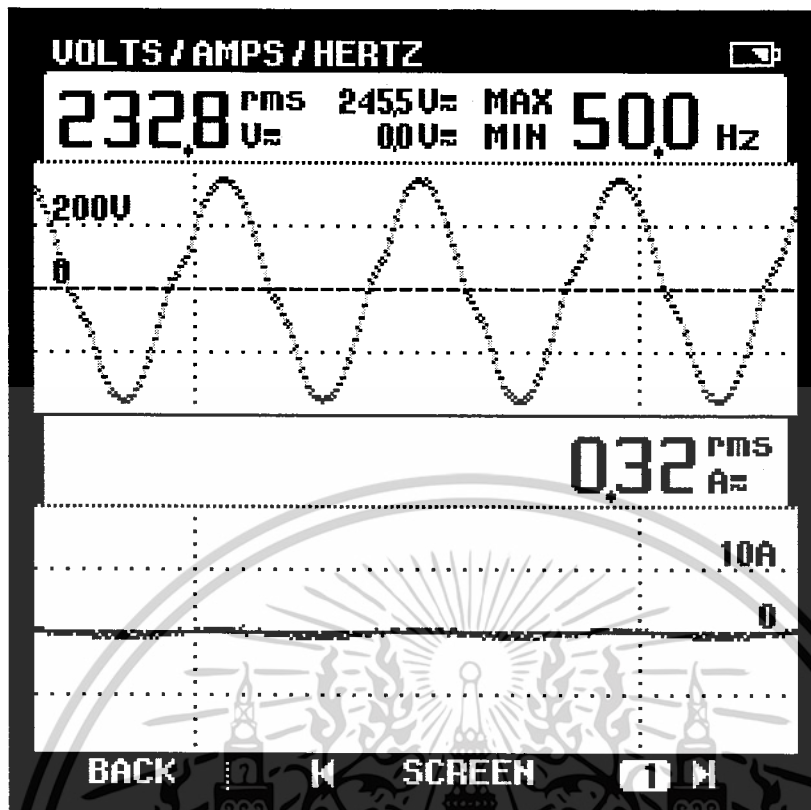 VOLTS / AMPS / HERTZ
232.8 rms V≂ 245.5 V≂ MAX 50.0 Hz
0.0 V≂ MIN
200V
0
0.32 rms A≂
10A
0
BACK SCREEN 1